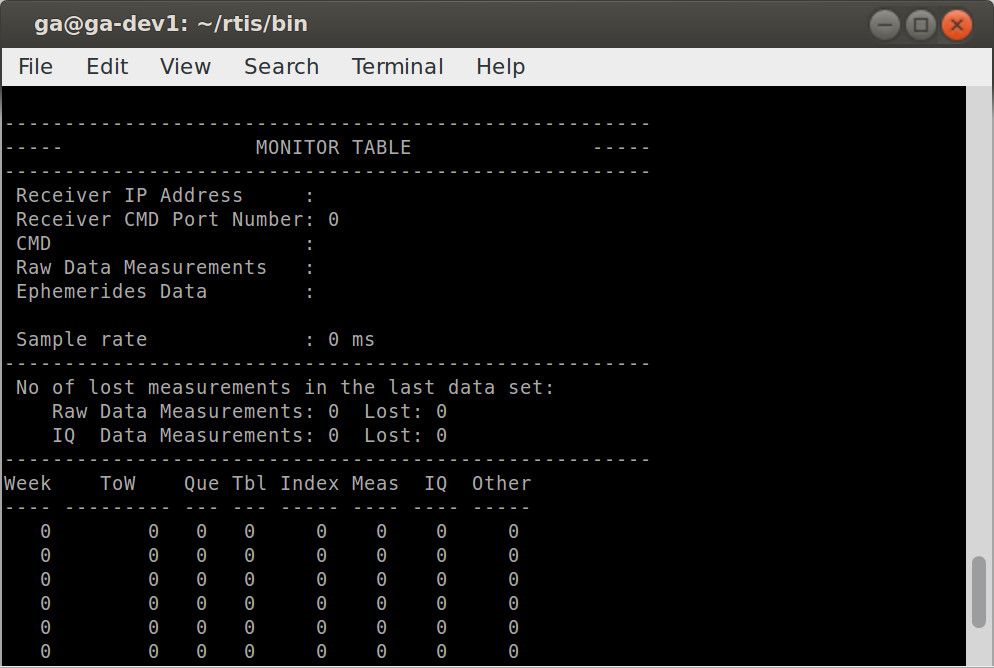 ga@ga-dev1: ~/rtis/bin
File Edit View Search Terminal Help
------------------------------------------------------
-----                MONITOR TABLE               -----
------------------------------------------------------
 Receiver IP Address     :
 Receiver CMD Port Number: 0
 CMD                     :
 Raw Data Measurements   :
 Ephemerides Data        :
 Sample rate             : 0 ms
------------------------------------------------------
 No of lost measurements in the last data set:
    Raw Data Measurements: 0  Lost: 0
    IQ  Data Measurements: 0  Lost: 0
------------------------------------------------------
Week    ToW    Que Tbl Index Meas  IQ  Other
---- --------- --- --- ----- ---- ---- -----
   0        0   0   0     0    0    0     0
   0        0   0   0     0    0    0     0
   0        0   0   0     0    0    0     0
   0        0   0   0     0    0    0     0
   0        0   0   0     0    0    0     0
   0        0   0   0     0    0    0     0